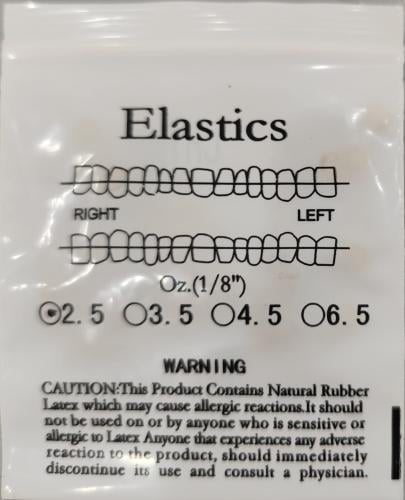 Elastics
RIGHT LEFT
Oz.(1/8")
2.5 3.5 4.5 6.5
WARNING
CAUTION:This Product Contains Natural Rubber
Latex which may cause allergic reactions.It should
not be used on or by anyone who is sensitive or
allergic to Latex Anyone that experiences any adverse
reaction to the product, should immediately
discontinue its use and consult a physician.